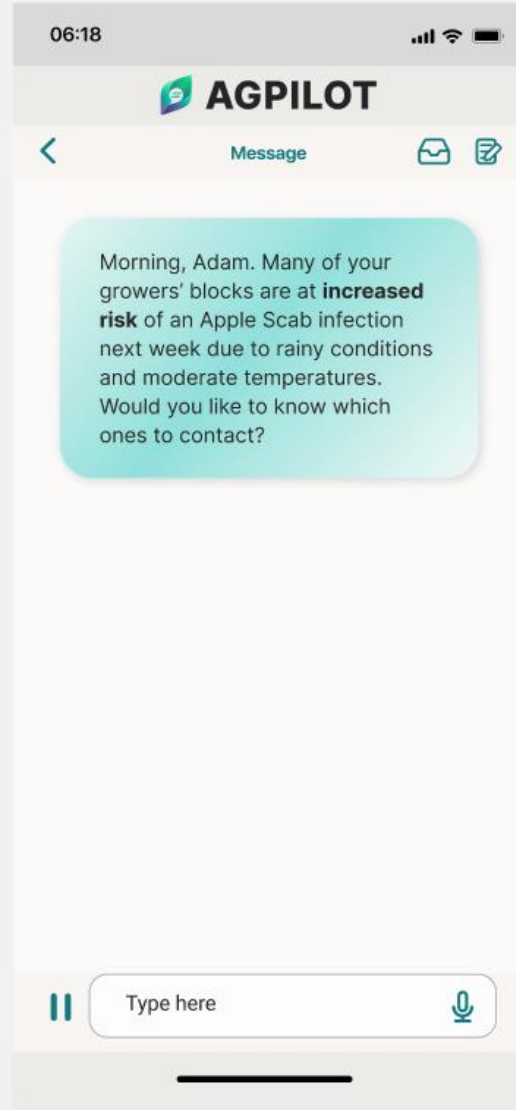 06:18
AGPILOT
Message
Morning, Adam. Many of your
growers' blocks are at increased
risk of an Apple Scab infection
next week due to rainy conditions
and moderate temperatures.
Would you like to know which
ones to contact?
Type here